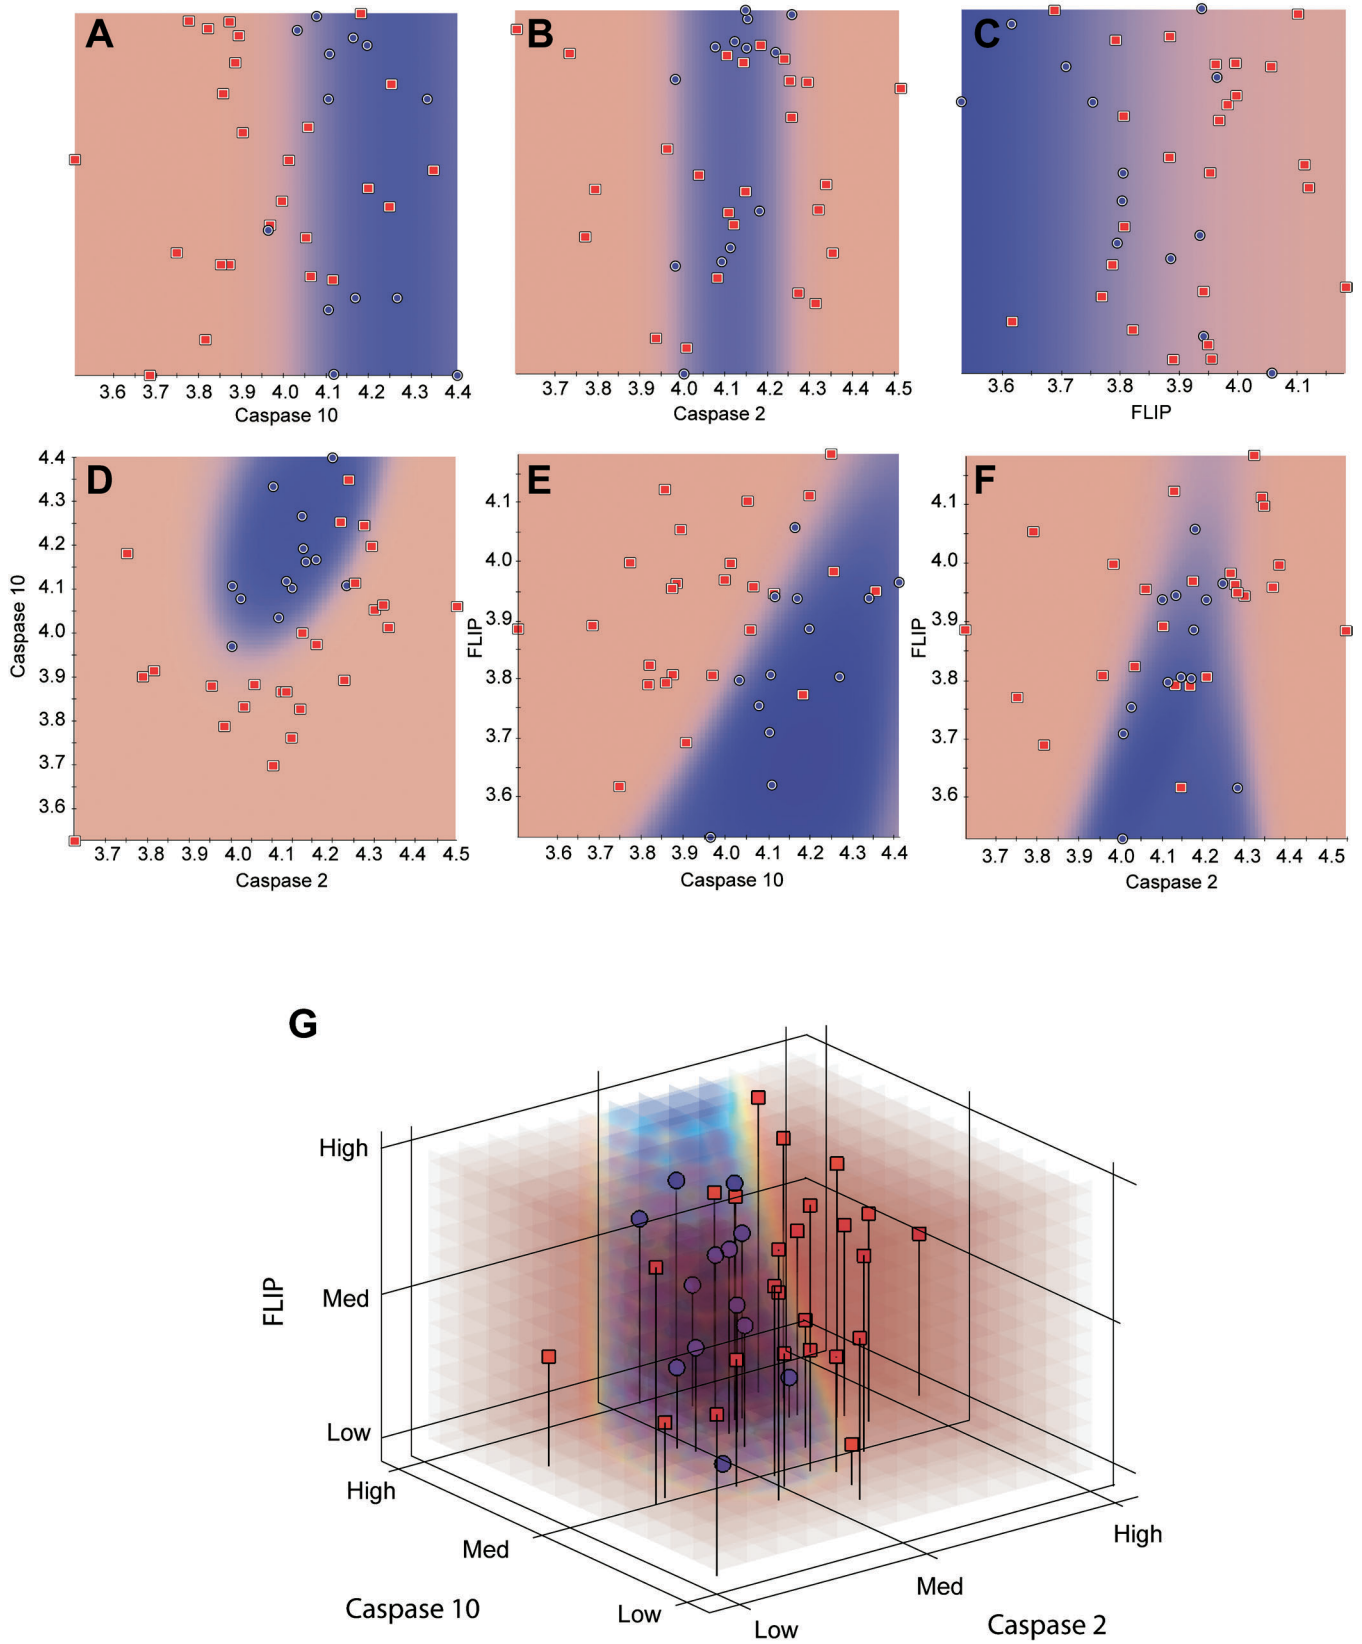 A
B
C
3.6 3.7 3.8 3.9 4.0 4.1 4.2 4.3 4.4
Caspase 10
3.7 3.8 3.9 4.0 4.1 4.2 4.3 4.4 4.5
Caspase 2
3.6 3.7 3.8 3.9 4.0 4.1
FLIP
D
E
F
4.4
4.3
4.2
4.1
4.0
3.9
3.8
3.7
3.6
Caspase 10
3.7 3.8 3.9 4.0 4.1 4.2 4.3 4.4 4.5
Caspase 2
4.1
4.0
3.9
3.8
3.7
3.6
FLIP
3.6 3.7 3.8 3.9 4.0 4.1 4.2 4.3 4.4
Caspase 10
4.1
4.0
3.9
3.8
3.7
3.6
FLIP
3.7 3.8 3.9 4.0 4.1 4.2 4.3 4.4 4.5
Caspase 2
G
High
Med
Low
FLIP
High
Med
Low
Caspase 10
Low
Med
High
Caspase 2